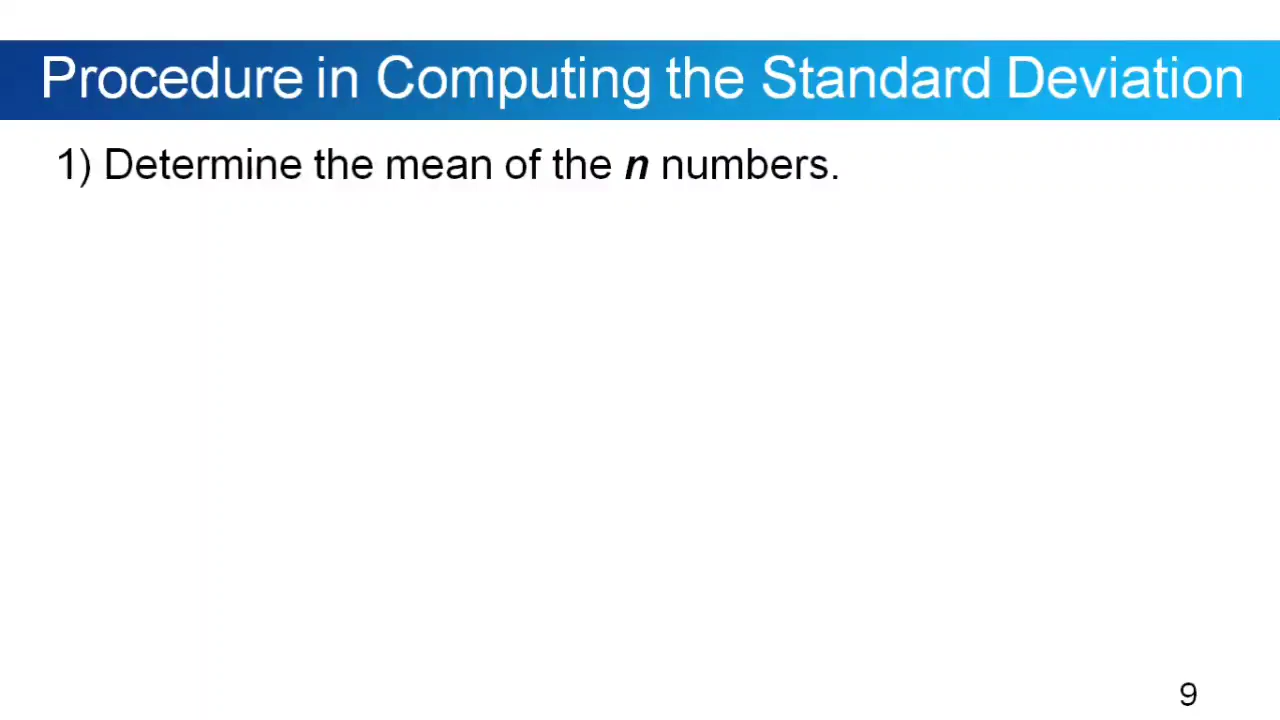 Procedure in Computing the Standard Deviation
1) Determine the mean of the n numbers.
9